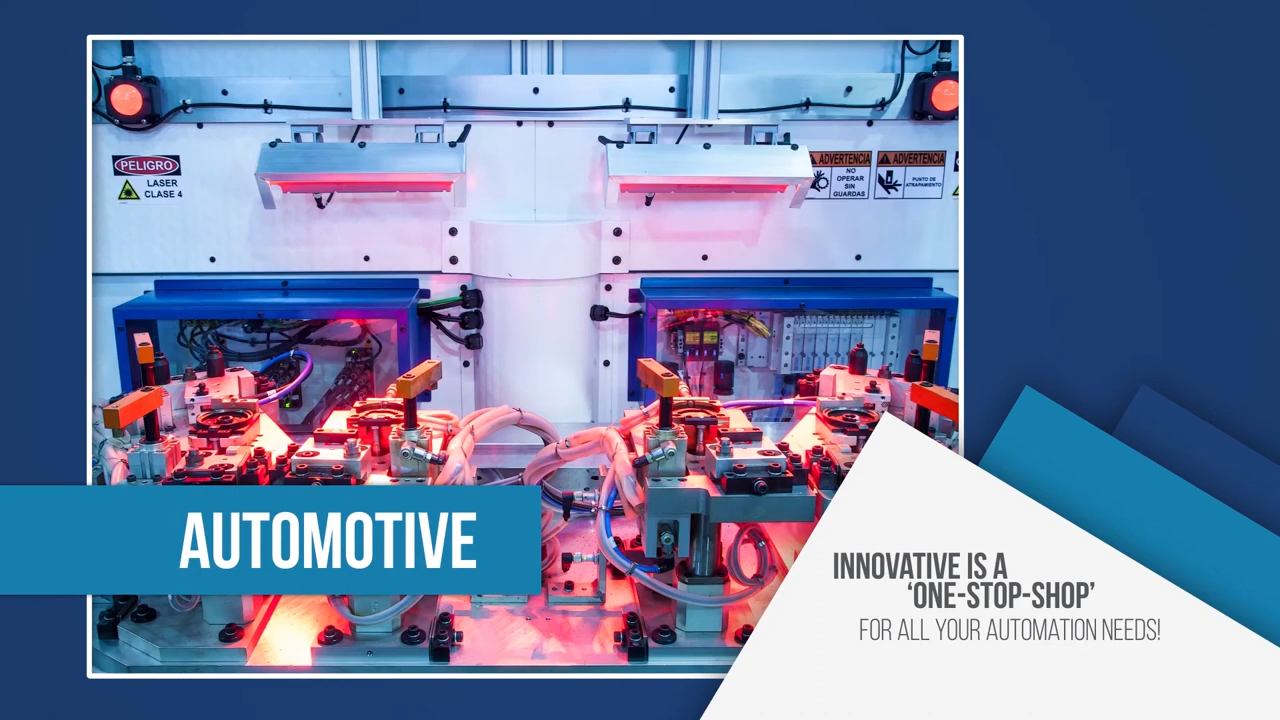 PELIGRO
LASER
CLASE 4
ADVERTENCIA
NO
OPERAR
SIN
GUARDAS
ADVERTENCIA
PUNTO DE
ATRAPAMIENTO
AUTOMOTIVE
INNOVATIVE IS A
‘ONE-STOP-SHOP’
FOR ALL YOUR AUTOMATION NEEDS!